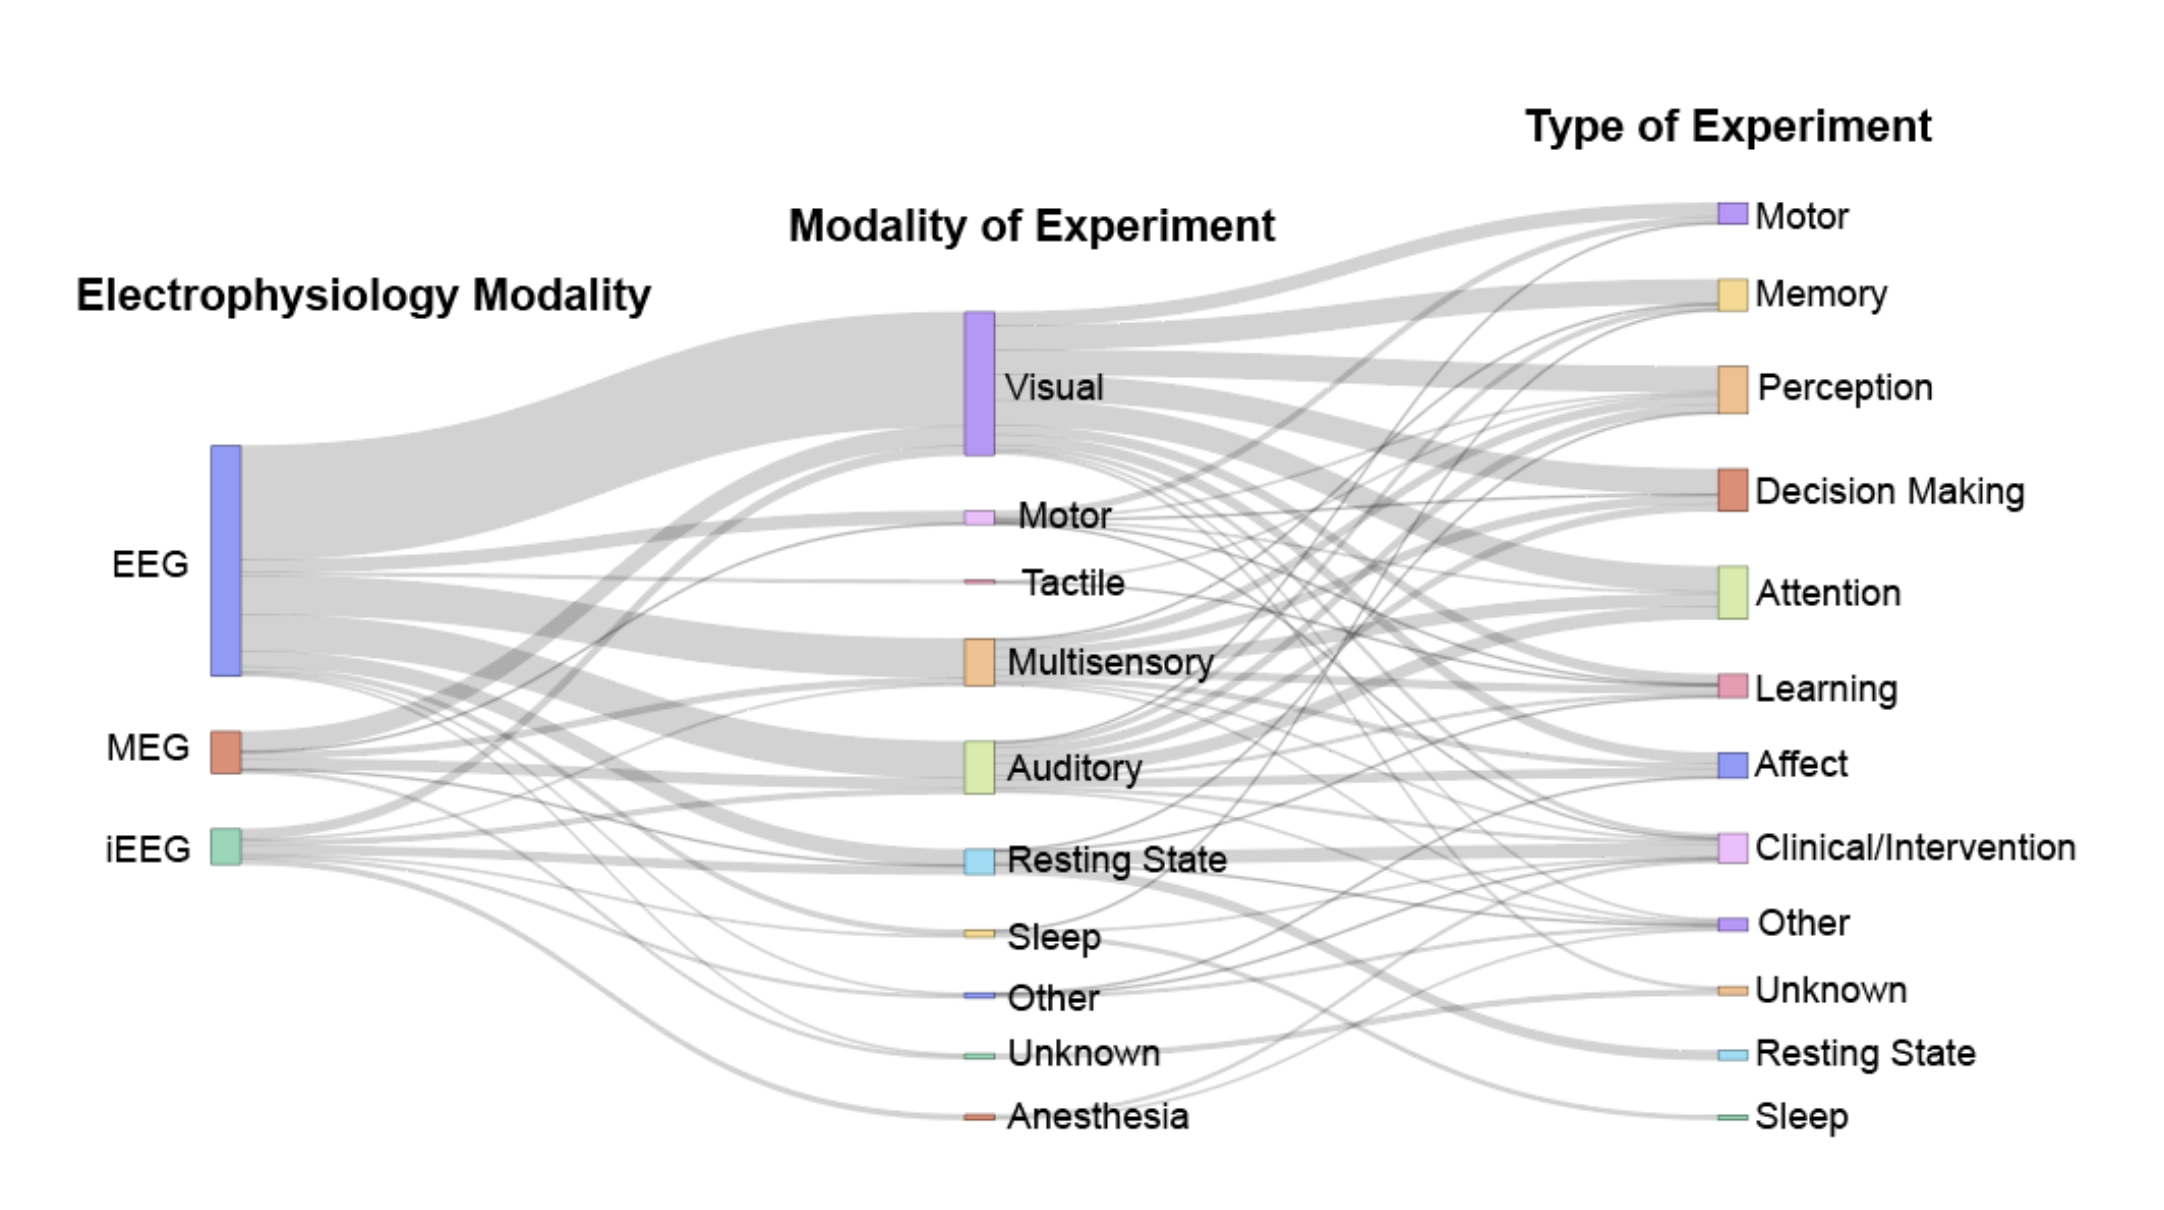 Type of Experiment
Modality of Experiment
Electrophysiology Modality
EEG
MEG
iEEG
Visual
Motor
Tactile
Multisensory
Auditory
Resting State
Sleep
Other
Unknown
Anesthesia
Motor
Memory
Perception
Decision Making
Attention
Learning
Affect
Clinical/Intervention
Other
Unknown
Resting State
Sleep